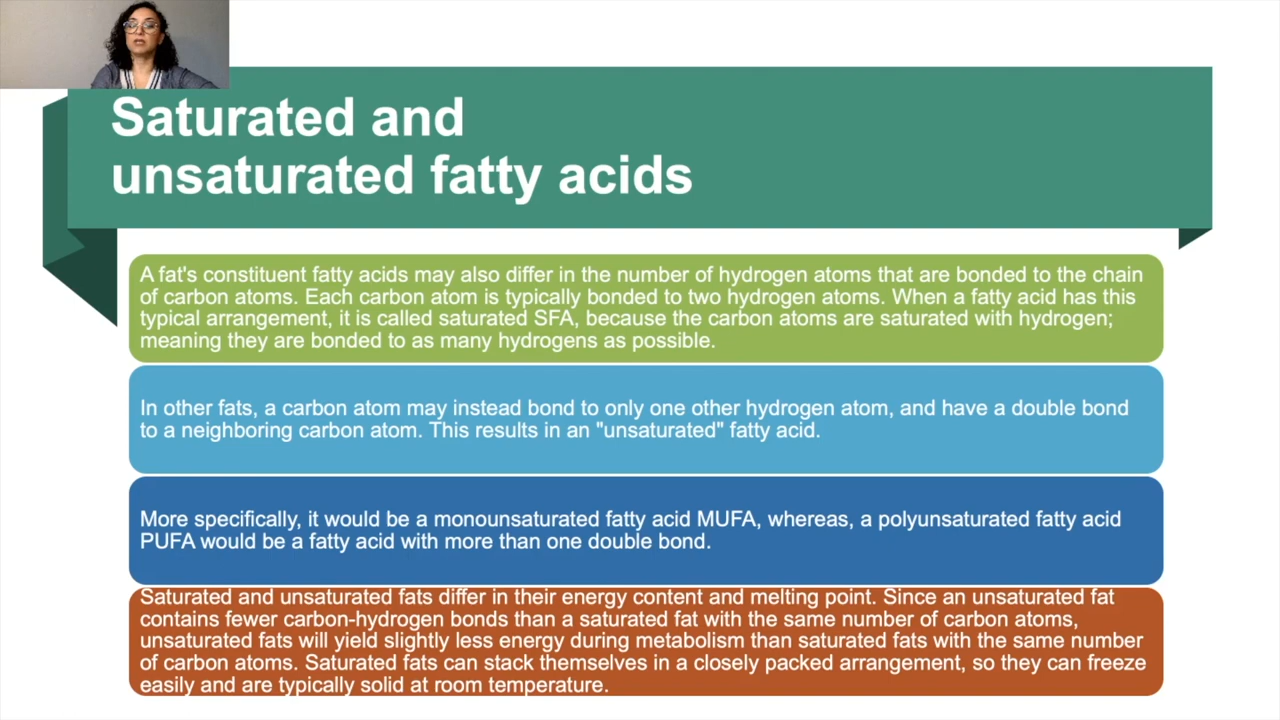 Saturated and
unsaturated fatty acids
A fat's constituent fatty acids may also differ in the number of hydrogen atoms that are bonded to the chain
of carbon atoms. Each carbon atom is typically bonded to two hydrogen atoms. When a fatty acid has this
typical arrangement, it is called saturated SFA, because the carbon atoms are saturated with hydrogen;
meaning they are bonded to as many hydrogens as possible.
In other fats, a carbon atom may instead bond to only one other hydrogen atom, and have a double bond
to a neighboring carbon atom. This results in an "unsaturated" fatty acid.
More specifically, it would be a monounsaturated fatty acid MUFA, whereas, a polyunsaturated fatty acid
PUFA would be a fatty acid with more than one double bond.
Saturated and unsaturated fats differ in their energy content and melting point. Since an unsaturated fat
contains fewer carbon-hydrogen bonds than a saturated fat with the same number of carbon atoms,
unsaturated fats will yield slightly less energy during metabolism than saturated fats with the same number
of carbon atoms. Saturated fats can stack themselves in a closely packed arrangement, so they can freeze
easily and are typically solid at room temperature.